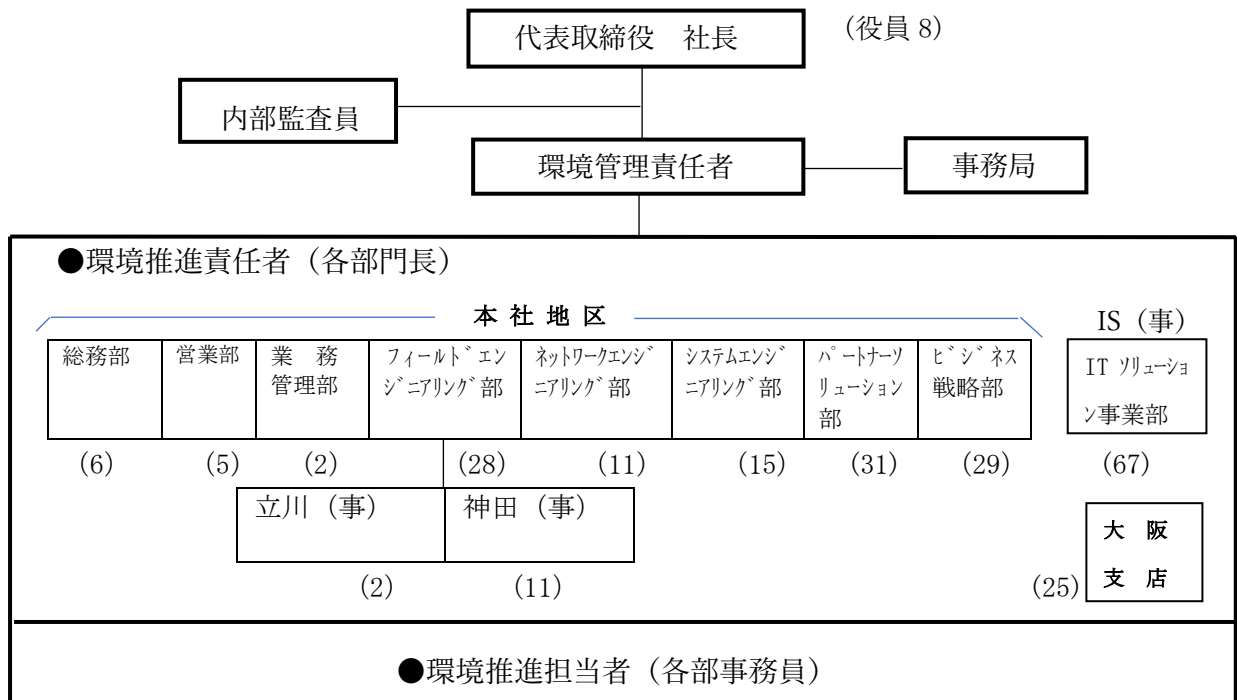 代表取締役　社長
（役員 8）
内部監査員
環境管理責任者
事務局
●環境推進責任者（各部門長）
本 社 地 区
IS（事）
総務部
営業部
業　務
管理部
フィールドエン
ジニアリング部
ネットワークエンジ
ニアリング部
システムエンジ
ニアリング部
パートナーソ
リューション
部
ビジネス
戦略部
IT ソリューショ
ン事業部
(6)
(5)
(2)
(28)
(11)
(15)
(31)
(29)
(67)
立川（事）
神田（事）
(2)
(11)
(25)
大　阪
支　店
●環境推進担当者（各部事務員）